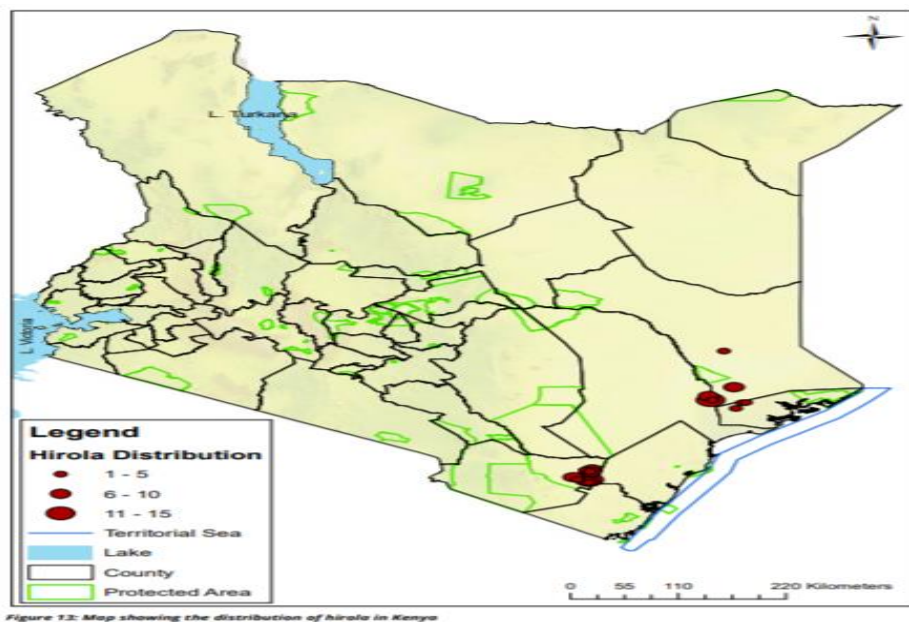 N
L. Turkana
L. Victoria
Legend
Hirola Distribution
1 - 5
6 - 10
11 - 15
Territorial Sea
Lake
County
Protected Area
0 55 110 220 Kilometers
Figure 13: Map showing the distribution of hirola in Kenya